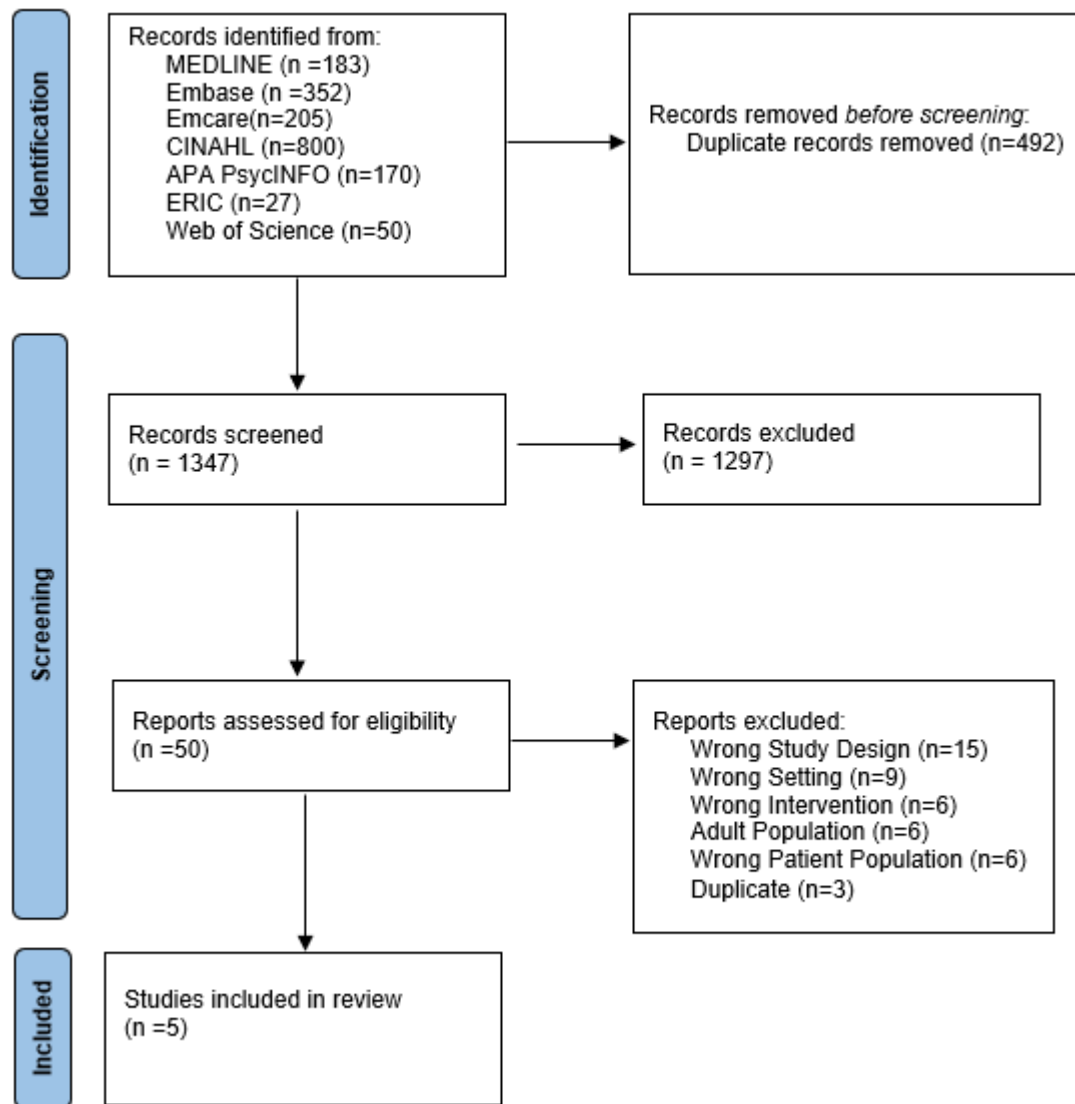 Identification
Records identified from:
MEDLINE (n =183)
Embase (n =352)
Emcare(n=205)
CINAHL (n=800)
APA PsycINFO (n=170)
ERIC (n=27)
Web of Science (n=50)
Records removed before screening:
Duplicate records removed (n=492)
Screening
Records screened
(n = 1347)
Records excluded
(n = 1297)
Reports assessed for eligibility
(n =50)
Reports excluded:
Wrong Study Design (n=15)
Wrong Setting (n=9)
Wrong Intervention (n=6)
Adult Population (n=6)
Wrong Patient Population (n=6)
Duplicate (n=3)
Included
Studies included in review
(n =5)